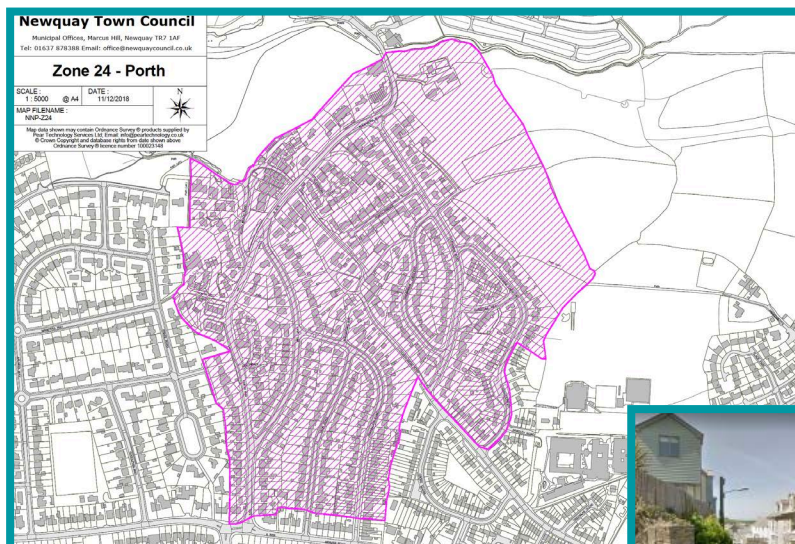 Newquay Town Council
Municipal Offices, Marcus Hill, Newquay TR7 1AF
Tel: 01637 878388 Email: office@newquaycouncil.co.uk
Zone 24 - Porth
SCALE :
1 : 5000 @ A4
DATE :
11/12/2018
N
MAP FILENAME :
NNP-Z24
Map data shown may contain Ordnance Survey ® products supplied by
Pear Technology Services Ltd; Email: info@peartechnology.co.uk
© Crown Copyright and database rights from date shown above
Ordnance Survey ® licence number 100023148